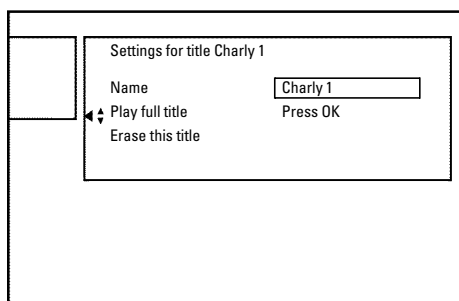 Settings for title Charly 1
Name Charly 1
Play full title Press OK
Erase this title